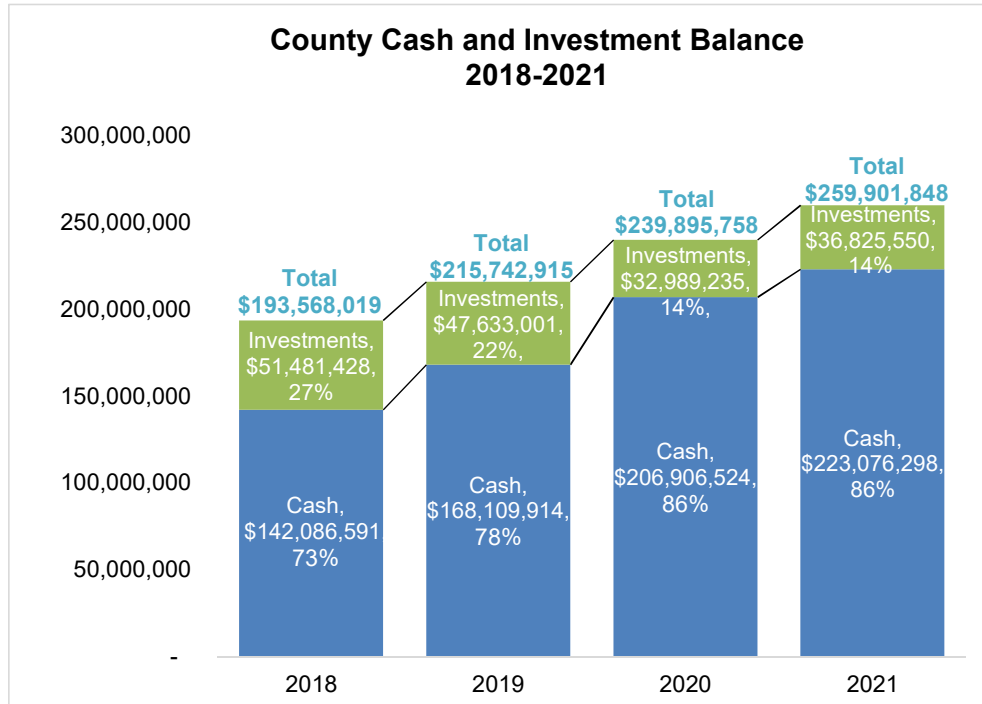 County Cash and Investment Balance
2018-2021
300,000,000
250,000,000
200,000,000
150,000,000
100,000,000
50,000,000
-
Total
$193,568,019
Investments,
$51,481,428,
27%
Cash,
$142,086,591
73%
Total
$215,742,915
Investments,
$47,633,001,
22%,
Cash,
$168,109,914,
78%
Total
$239,895,758
Investments,
$32,989,235,
14%,
Cash,
$206,906,524,
86%
Total
$259,901,848
Investments,
$36,825,550,
14%
Cash,
$223,076,298,
86%
2018
2019
2020
2021